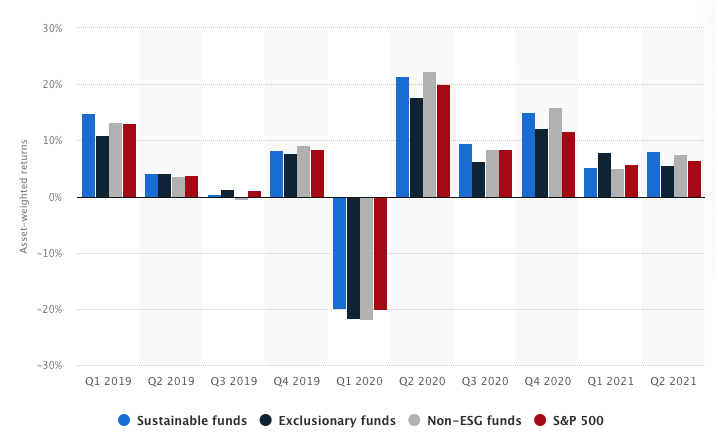 30%
20%
10%
0%
-10%
-20%
-30%
Asset-weighted returns
Q1 2019 Q2 2019 Q3 2019 Q4 2019 Q1 2020 Q2 2020 Q3 2020 Q4 2020 Q1 2021 Q2 2021
Sustainable funds Exclusionary funds Non-ESG funds S&P 500